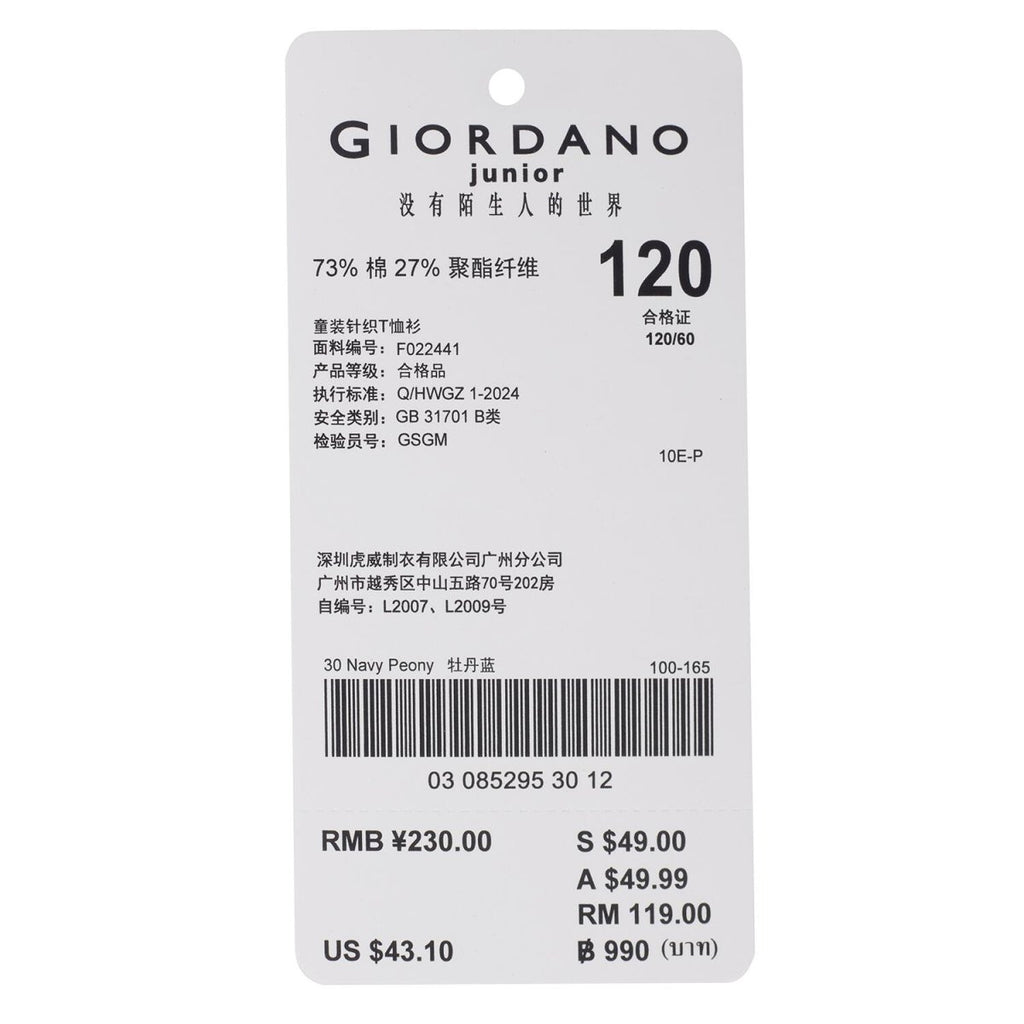 GIORDANO
junior
没有陌生人的世界
73% 棉 27% 聚酯纤维
120
合格证
120/60
童装针织T恤衫
面料编号：F022441
产品等级：合格品
执行标准：Q/HWGZ 1-2024
安全类别：GB 31701 B类
检验员号：GSGM
10E-P
深圳虎威制衣有限公司广州分公司
广州市越秀区中山五路70号202房
自编号：L2007、L2009号
30 Navy Peony 牡丹蓝 100-165
03 085295 30 12
RMB ¥230.00 S $49.00
A $49.99
RM 119.00
US $43.10 ฿ 990 (บาท)